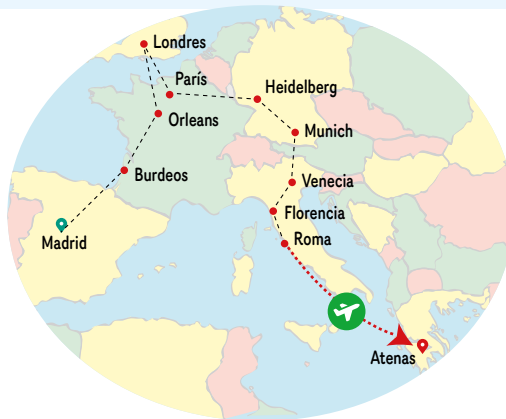 Londres
París
Heidelberg
Orleans
Munich
Burdeos
Venecia
Florencia
Madrid
Roma
Atenas